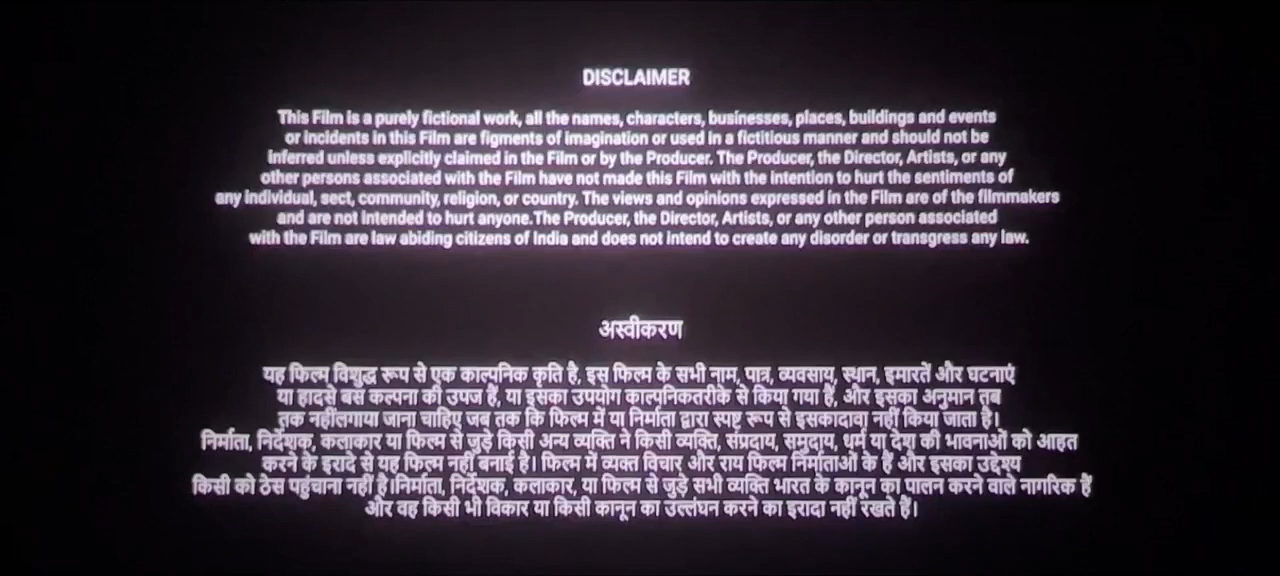 DISCLAIMER
This Film is a purely fictional work, all the names, characters, businesses, places, buildings and events
or incidents in this Film are figments of imagination or used in a fictitious manner and should not be
inferred unless explicitly claimed in the Film or by the Producer. The Producer, the Director, Artists, or any
other persons associated with the Film have not made this Film with the intention to hurt the sentiments of
any individual, sect, community, religion, or country. The views and opinions expressed in the Film are of the filmmakers
and are not intended to hurt anyone.The Producer, the Director, Artists, or any other person associated
with the Film are law abiding citizens of India and does not intend to create any disorder or transgress any law.
अस्वीकरण
यह फिल्म विशुद्ध रूप से एक काल्पनिक कृति है, इस फिल्म के सभी नाम, पात्र, व्यवसाय, स्थान, इमारतें और घटनाएं
या हादसे बस कल्पना की उपज हैं, या इसका उपयोग काल्पनिकतरीके से किया गया हैं, और इसका अनुमान तब
तक नहींलगाया जाना चाहिए जब तक कि फिल्म में या निर्माता द्वारा स्पष्ट रूप से इसकादावा नहीं किया जाता है।
निर्माता, निर्देशक, कलाकार या फिल्म से जुड़े किसी अन्य व्यक्ति ने किसी व्यक्ति, संप्रदाय, समुदाय, धर्म या देश की भावनाओं को आहत
करने के इरादे से यह फिल्म नहीं बनाई है। फिल्म में व्यक्त विचार और राय फिल्म निर्माताओं के हैं और इसका उद्देश्य
किसी को ठेस पहुंचाना नहीं है।निर्माता, निर्देशक, कलाकार, या फिल्म से जुड़े सभी व्यक्ति भारत के कानून का पालन करने वाले नागरिक हैं
और वह किसी भी विकार या किसी कानून का उल्लंघन करने का इरादा नहीं रखते हैं।